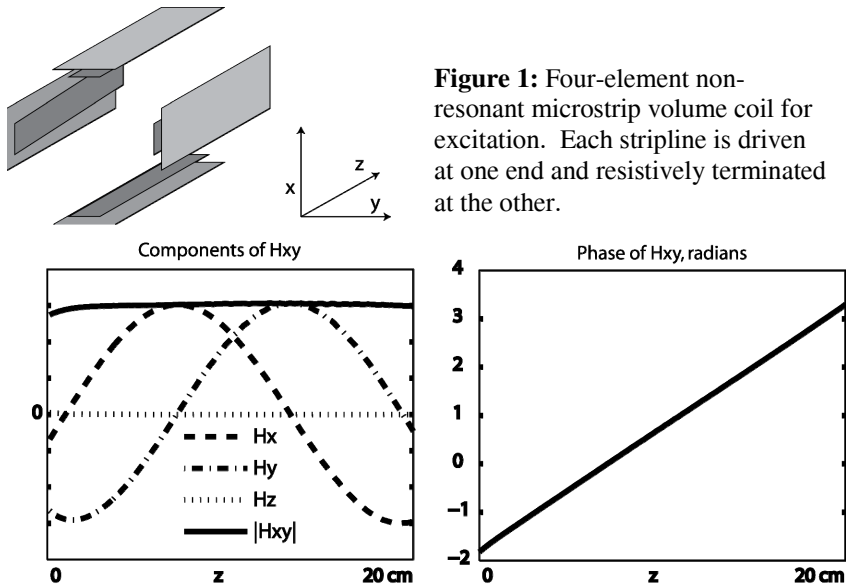 Figure 1: Four-element non-
resonant microstrip volume coil for
excitation. Each stripline is driven
at one end and resistively terminated
at the other.
x
z
y
Components of Hxy
0
Hx
Hy
Hz
|Hxy|
0
z
20 cm
Phase of Hxy, radians
4
3
2
1
0
−1
−2
0
z
20 cm